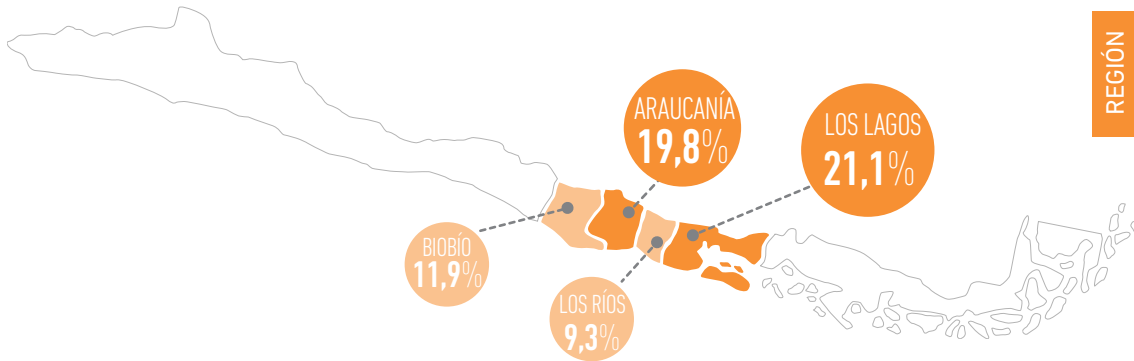 REGIÓN
ARAUCANÍA
19,8%
LOS LAGOS
21,1%
BIOBÍO
11,9%
LOS RÍOS
9,3%